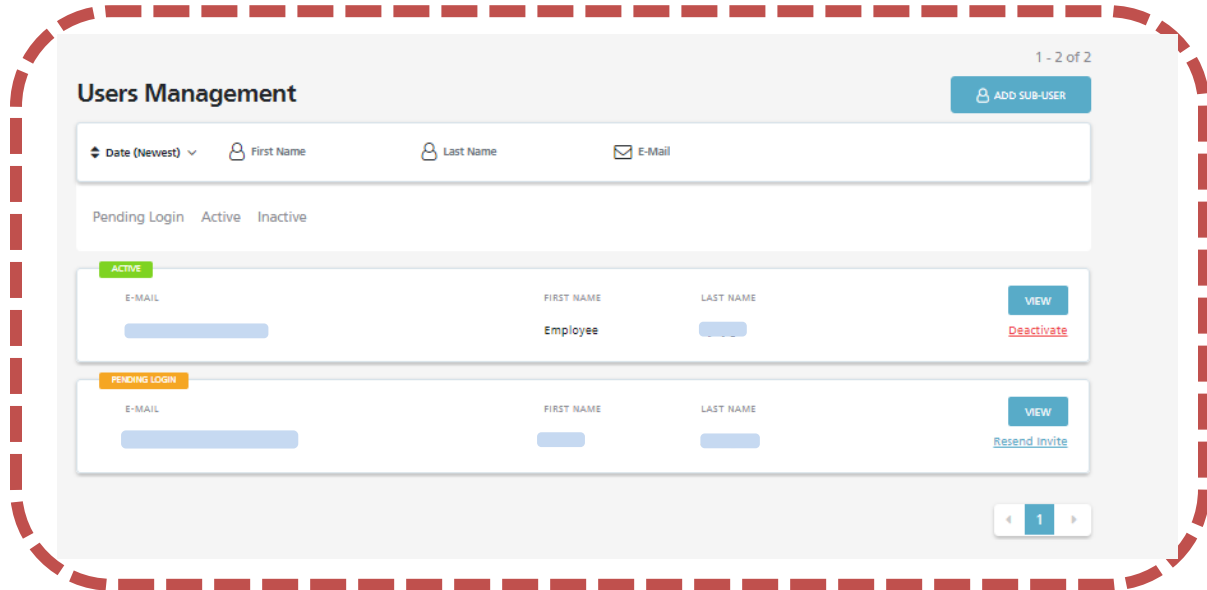 1 - 2 of 2
Users Management
ADD SUB-USER
Date (Newest) First Name Last Name E-Mail
Pending Login Active Inactive
ACTIVE
E-MAIL FIRST NAME LAST NAME VIEW
Employee Deactivate
PENDING LOGIN
E-MAIL FIRST NAME LAST NAME VIEW
Resend Invite
1